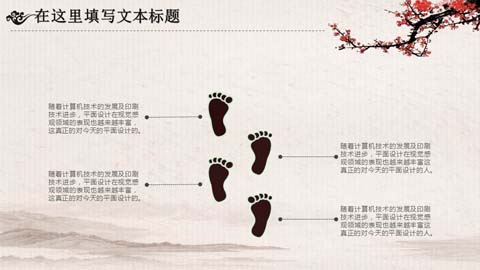 在这里填写文本标题
随着计算机技术的发展及印刷
技术进步，平面设计在视觉感
观领域的表现也越来越丰富，
这真正的对今天的平面设计的。
随着计算机技术的发展及印刷
技术进步，平面设计在视觉感
观领域的表现也越来越丰富这
真正的对今天的平面设计的人。
随着计算机技术的发展及印刷
技术进步，平面设计在视觉感
观领域的表现也越来越丰富，
这真正的对今天的平面设计的。
随着计算机技术的发展及印刷
技术进步，平面设计在视觉感
观领域的表现也越来越丰富这
真正的对今天的平面设计的人。